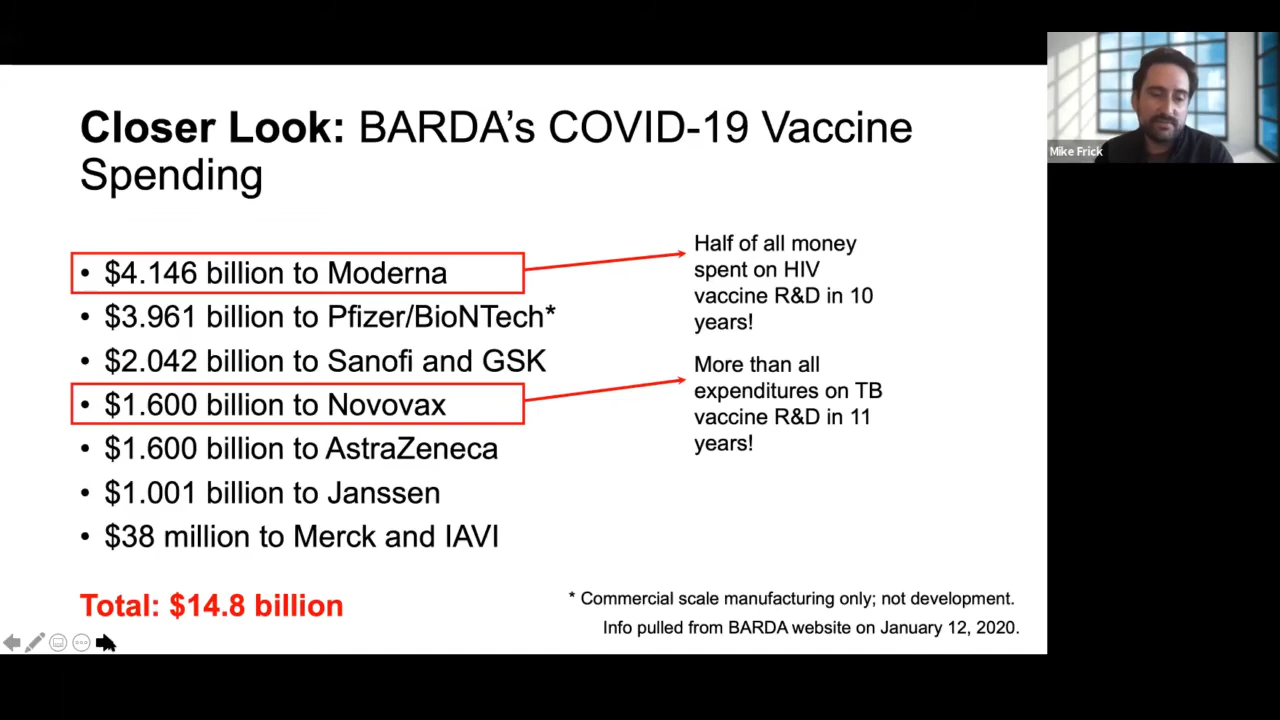 Closer Look: BARDA's COVID-19 Vaccine
Spending
• $4.146 billion to Moderna
• $3.961 billion to Pfizer/BioNTech*
• $2.042 billion to Sanofi and GSK
• $1.600 billion to Novovax
• $1.600 billion to AstraZeneca
• $1.001 billion to Janssen
• $38 million to Merck and IAVI
Total: $14.8 billion
Half of all money
spent on HIV
vaccine R&D in 10
years!
More than all
expenditures on TB
vaccine R&D in 11
years!
* Commercial scale manufacturing only; not development.
Info pulled from BARDA website on January 12, 2020.
Mike Frick